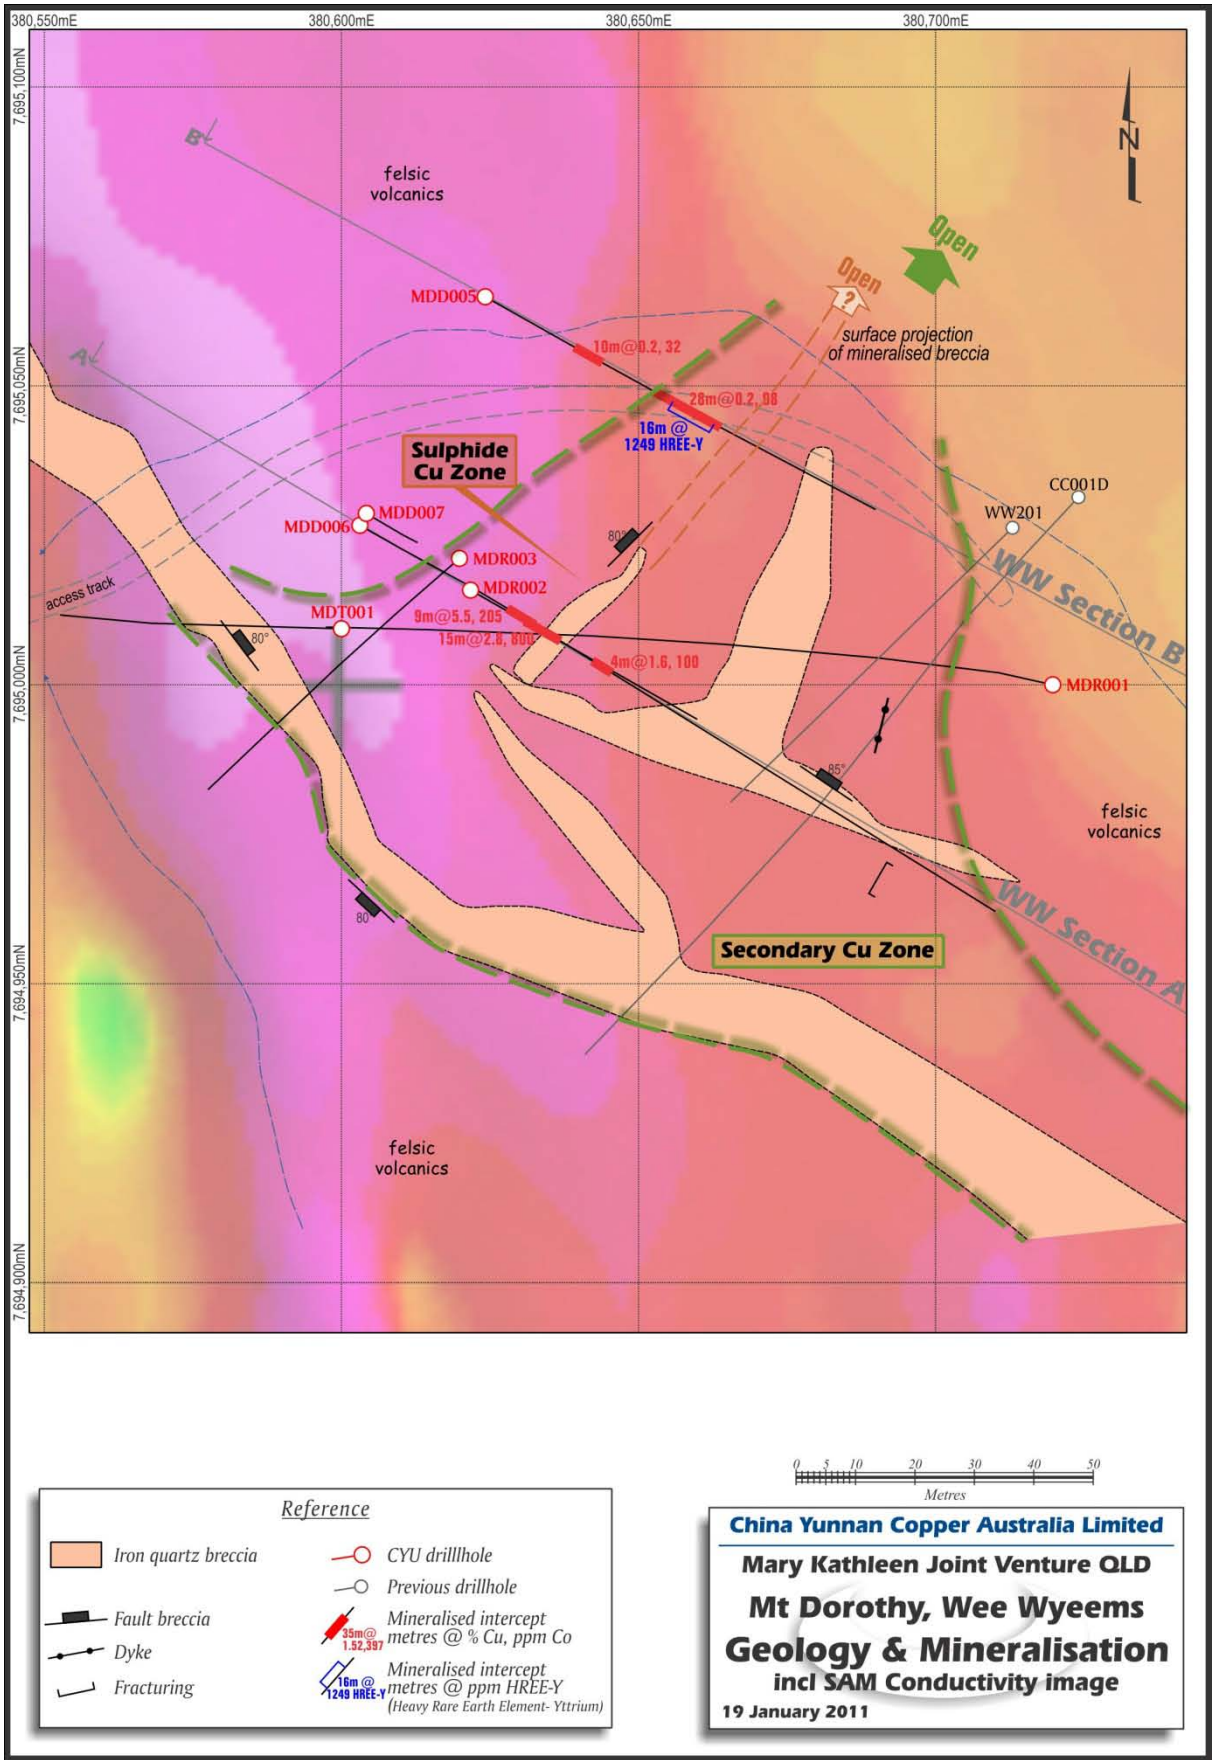 380,550mE
380,600mE
380,650mE
380,700mE
7,695,100mN
7,695,050mN
7,695,000mN
7,694,950mN
7,694,900mN
N
B
felsic
volcanics
Open
Open
?
MDD005
surface projection
of mineralised breccia
10m@0.2, 32
A
28m@0.2, 98
16m @
1249 HREE-Y
Sulphide
Cu Zone
CC001D
WW201
MDD007
MDD006
80°
MDR003
WW Section B
MDR002
access track
MDT001
9m@5.5, 205
15m@2.8, 800
80°
4m@1.6, 100
MDR001
85°
felsic
volcanics
WW Section A
80
Secondary Cu Zone
felsic
volcanics
0 5 10 20 30 40 50
Metres
Reference
Iron quartz breccia
Fault breccia
Dyke
Fracturing
CYU drilllhole
Previous drillhole
35m@
1.52,397
Mineralised intercept
metres @ % Cu, ppm Co
16m @
1249 HREE-Y
Mineralised intercept
metres @ ppm HREE-Y
(Heavy Rare Earth Element- Yttrium)
China Yunnan Copper Australia Limited
Mary Kathleen Joint Venture QLD
Mt Dorothy, Wee Wyeems
Geology & Mineralisation
incl SAM Conductivity image
19 January 2011